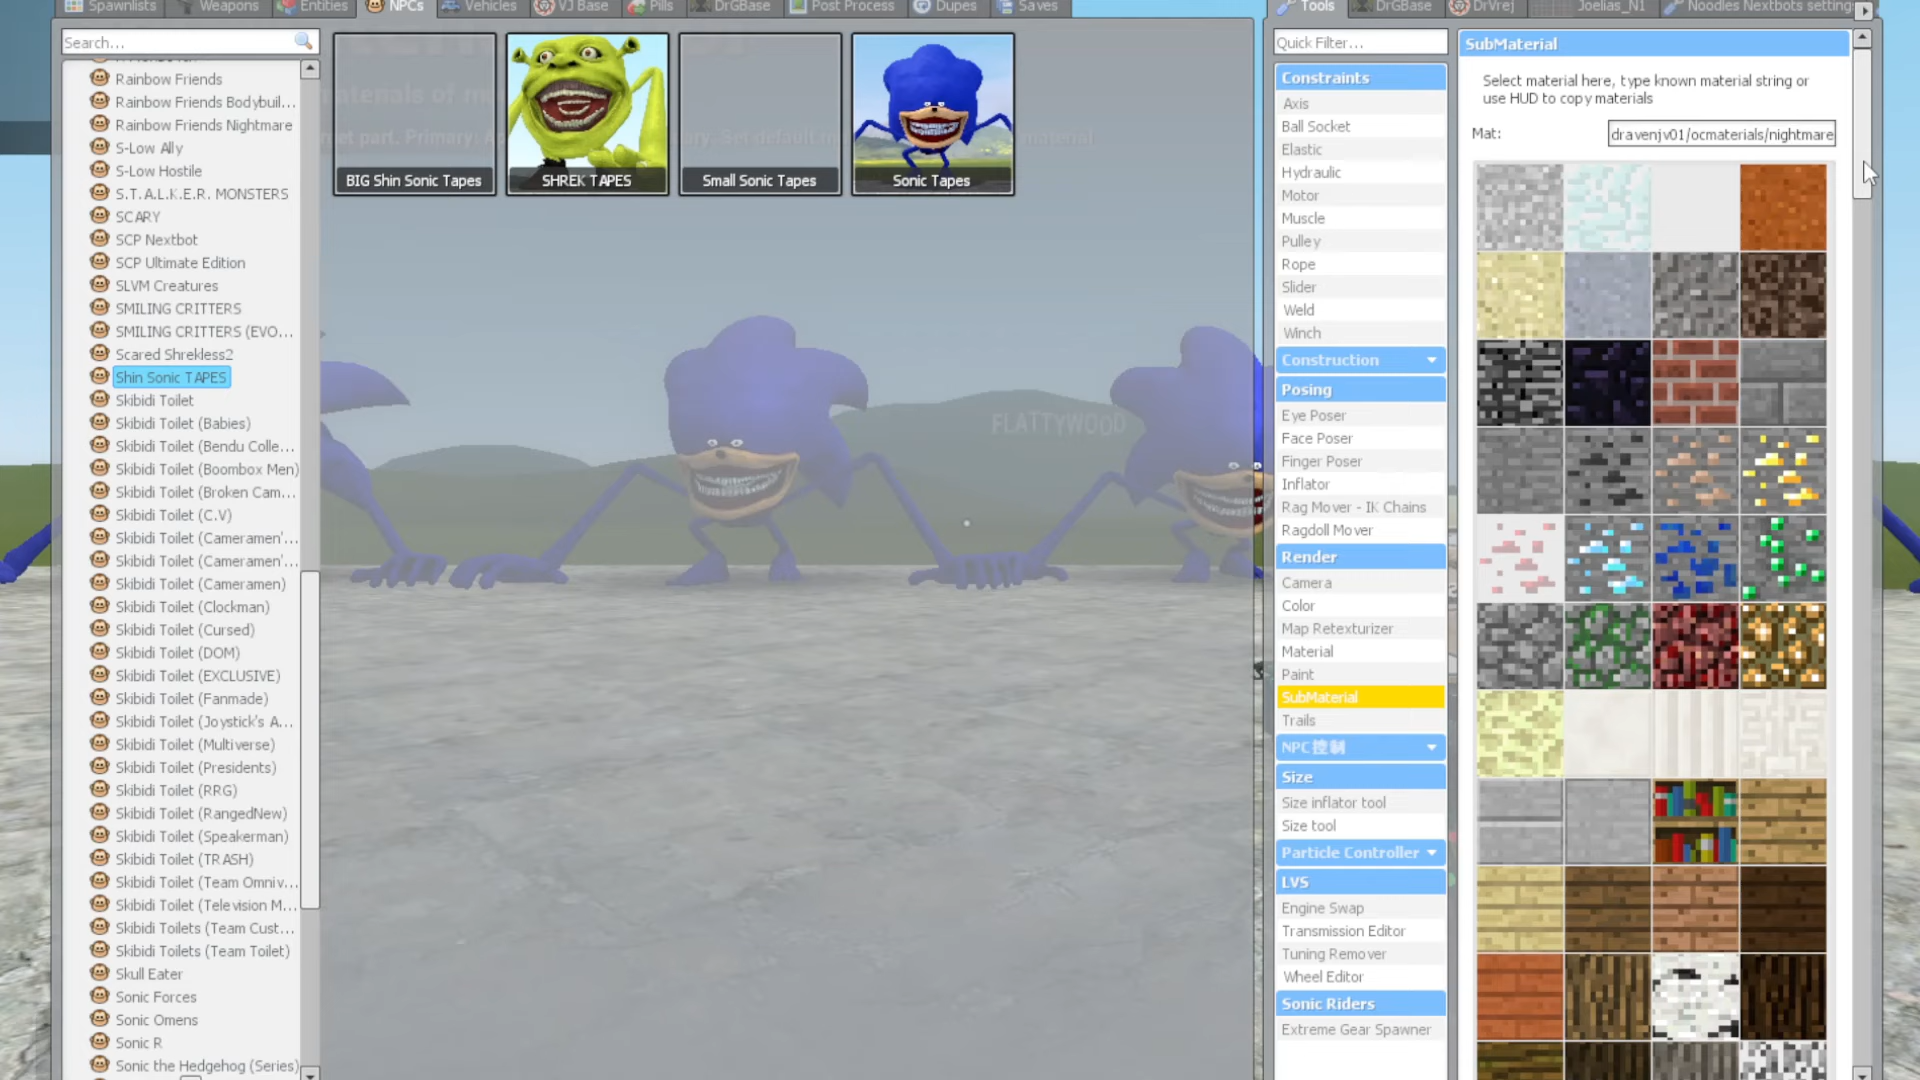 Spawnlists
Weapons
Entities
NPCs
Vehicles
VJ Base
Pills
DrGBase
Post Process
Dupes
Saves
Tools
DrGBase
DrVrej
Joelias_N1
Noodles Nextbots setting
Search...
Rainbow Friends
Rainbow Friends Bodybuil...
Rainbow Friends Nightmare
S-Low Ally
S-Low Hostile
S.T.A.L.K.E.R. MONSTERS
SCARY
SCP Nextbot
SCP Ultimate Edition
SLVM Creatures
SMILING CRITTERS
SMILING CRITTERS (EVO...
Scared Shrekless2
Shin Sonic TAPES
Skibidi Toilet
Skibidi Toilet (Babies)
Skibidi Toilet (Bendu Colle...
Skibidi Toilet (Boombox Men)
Skibidi Toilet (Broken Cam...
Skibidi Toilet (C.V)
Skibidi Toilet (Cameramen'...
Skibidi Toilet (Cameramen'...
Skibidi Toilet (Cameramen)
Skibidi Toilet (Clockman)
Skibidi Toilet (Cursed)
Skibidi Toilet (DOM)
Skibidi Toilet (EXCLUSIVE)
Skibidi Toilet (Fanmade)
Skibidi Toilet (Joystick's A...
Skibidi Toilet (Multiverse)
Skibidi Toilet (Presidents)
Skibidi Toilet (RRG)
Skibidi Toilet (RangedNew)
Skibidi Toilet (Speakerman)
Skibidi Toilet (TRASH)
Skibidi Toilet (Team Omniv...
Skibidi Toilet (Television M...
Skibidi Toilets (Team Cust...
Skibidi Toilets (Team Toilet)
Skull Eater
Sonic Forces
Sonic Omens
Sonic R
Sonic the Hedgehog (Series)
BIG Shin Sonic Tapes
SHREK TAPES
Small Sonic Tapes
Sonic Tapes
FLATTYWOOD
Quick Filter...
Constraints
Axis
Ball Socket
Elastic
Hydraulic
Motor
Muscle
Pulley
Rope
Slider
Weld
Winch
Construction
Posing
Eye Poser
Face Poser
Finger Poser
Inflator
Rag Mover - IK Chains
Ragdoll Mover
Render
Camera
Color
Map Retexturizer
Material
Paint
SubMaterial
Trails
NPC控制
Size
Size inflator tool
Size tool
Particle Controller
LVS
Engine Swap
Transmission Editor
Tuning Remover
Wheel Editor
Sonic Riders
Extreme Gear Spawner
SubMaterial
Select material here, type known material string or
use HUD to copy materials
Mat:
dravenjv01/ocmaterials/nightmare